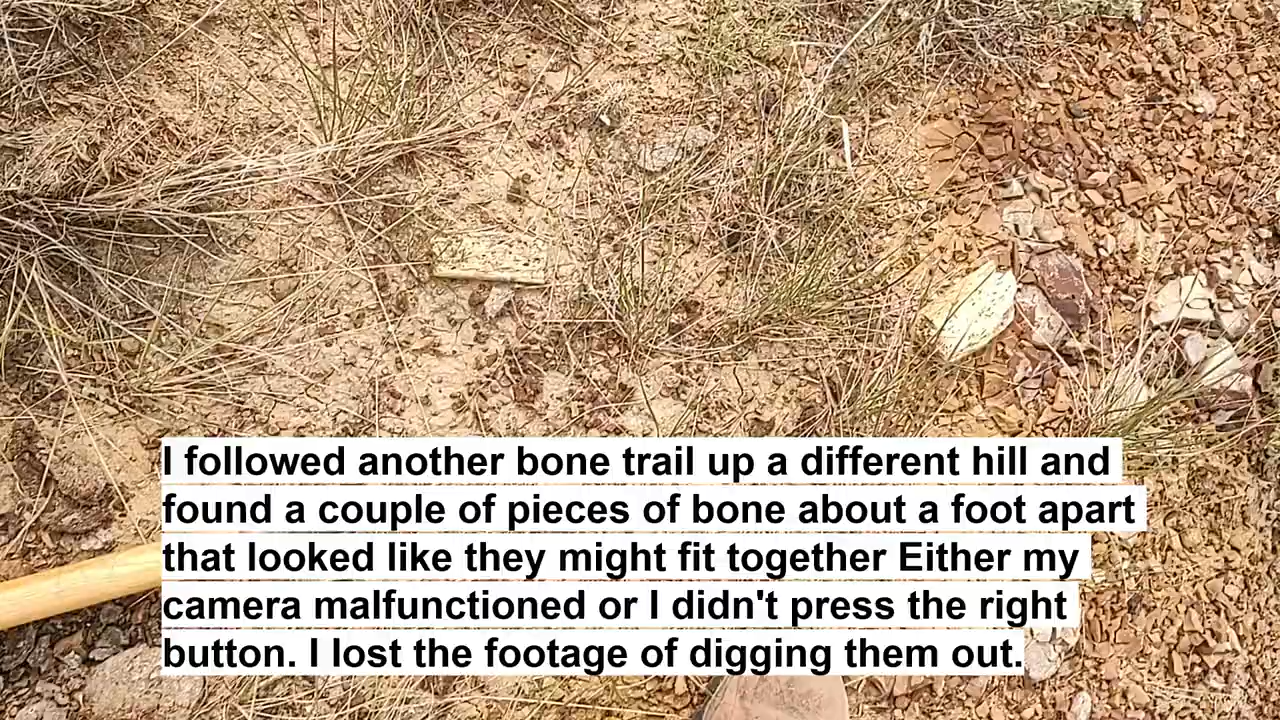 I followed another bone trail up a different hill and
found a couple of pieces of bone about a foot apart
that looked like they might fit together Either my
camera malfunctioned or I didn't press the right
button. I lost the footage of digging them out.